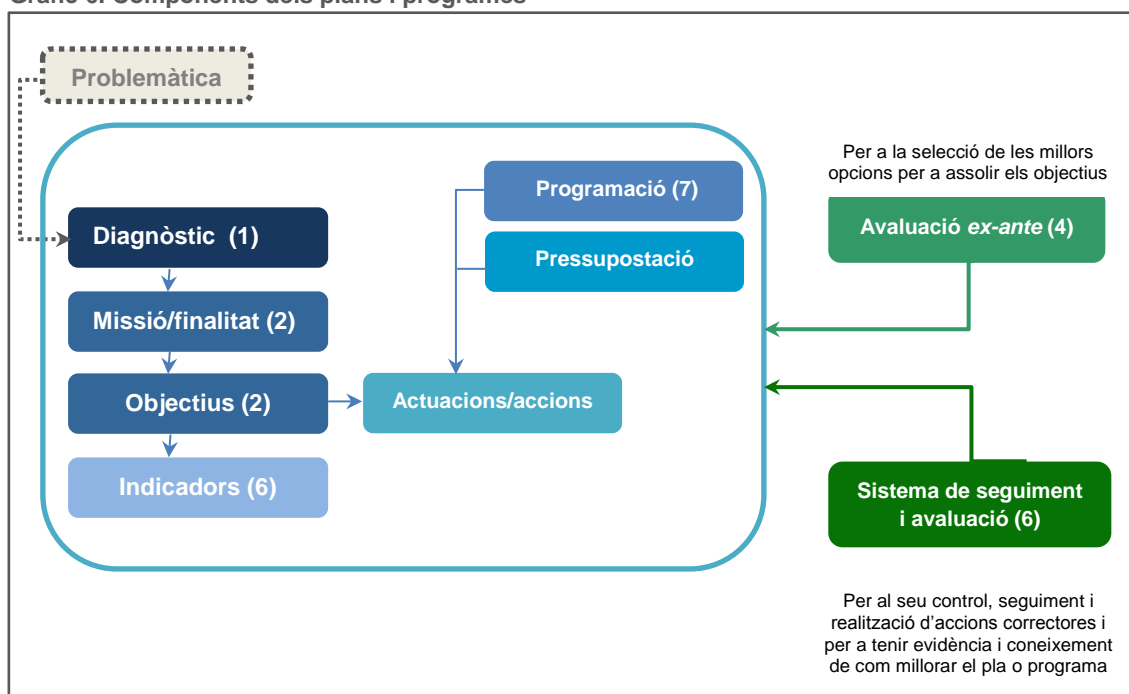 Problemàtica
Per a la selecció de les millors
opcions per a assolir els objectius
Programació (7)
Avaluació ex-ante (4)
Diagnòstic (1)
Pressupostació
Missió/finalitat (2)
Objectius (2)
Actuacions/accions
Indicadors (6)
Sistema de seguiment
i avaluació (6)
Per al seu control, seguiment i
realització d’accions correctores i
per a tenir evidència i coneixement
de com millorar el pla o programa